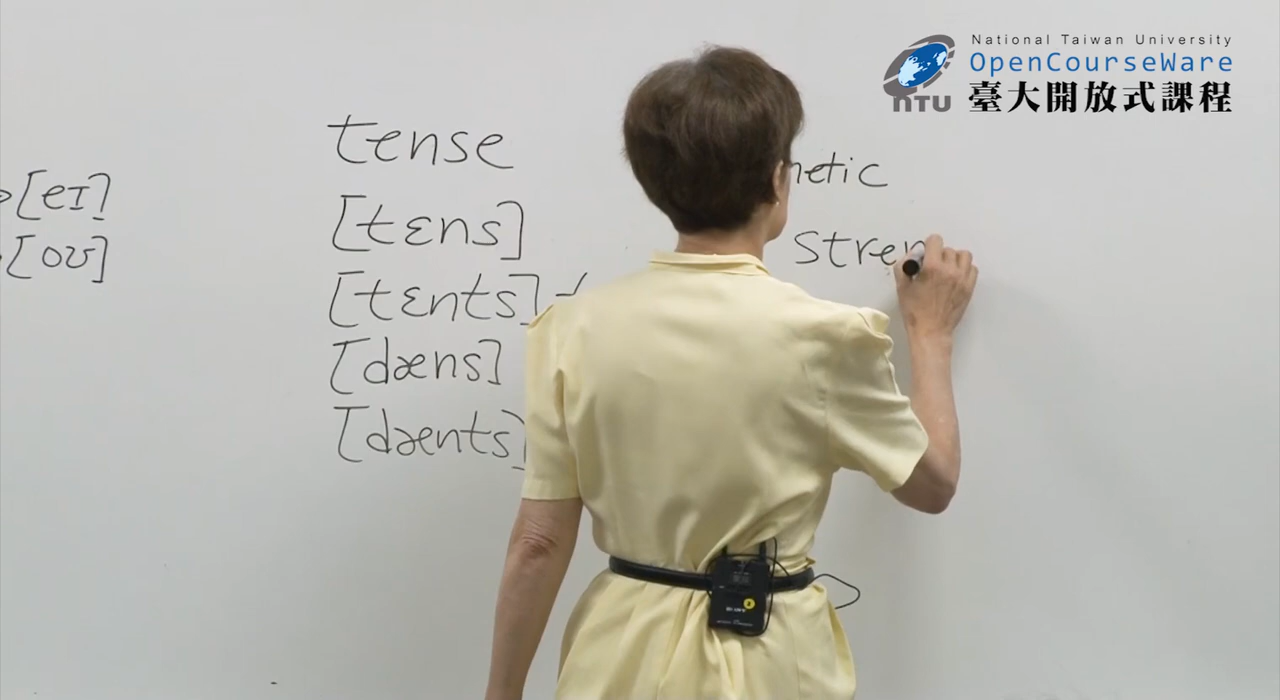 National Taiwan University
OpenCourseWare
臺大開放式課程
NTU
tense
[eɪ]
[tɛns]
netic
[oʊ]
stren
[tɛnts]
[dæns]
[dænts]